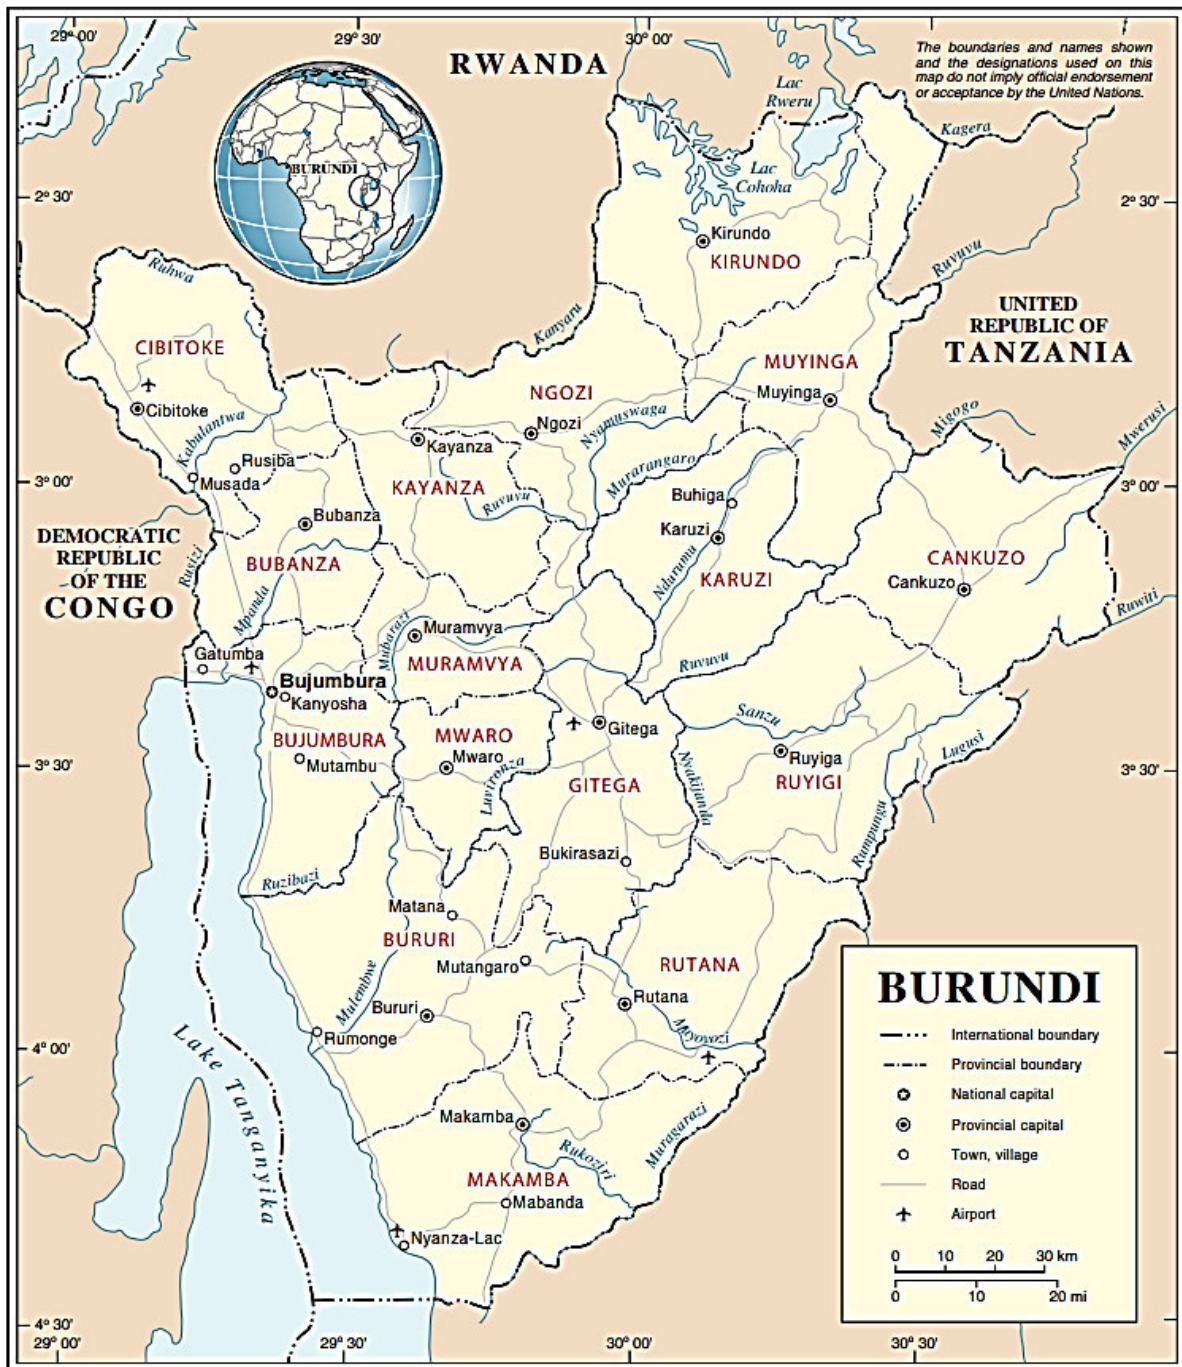 29° 00'
29° 30'
30° 00'
RWANDA
The boundaries and names shown
and the designations used on this
map do not imply official endorsement
or acceptance by the United Nations.
Lac
Rweru
Kagera
BURUNDI
Lac
Cohoha
2° 30'
2° 30'
Kirundo
KIRUNDO
Ruvuvu
Ruhwa
Kanyaru
UNITED
REPUBLIC OF
TANZANIA
CIBITOKE
MUYINGA
NGOZI
Muyinga
Cibitoke
Kabulantwa
Ngozi
Nyamuswaga
Migogo
Mwerusi
Kayanza
Rusiba
Musada
Murarangaro
3° 00'
3° 00'
KAYANZA
Ruvuvu
Buhiga
Bubanza
Karuzi
DEMOCRATIC
REPUBLIC
OF THE
CONGO
Rusizi
BUBANZA
CANKUZO
Ndurumu
KARUZI
Cankuzo
Mpanda
Ruwiti
Mubarazi
Muramvya
Gatumba
MURAMVYA
Ruvuvu
Bujumbura
Kanyosha
Sanzu
Gitega
BUJUMBURA
MWARO
Lugusi
Mutambu
Mwaro
Ruyiga
3° 30'
3° 30'
Luvironza
GITEGA
Nyakijanda
RUYIGI
Rumpungu
Bukirasazi
Ruzibazi
Matana
BURURI
Mutangaro
RUTANA
BURUNDI
Mulembwe
Bururi
Rutana
Rumonge
Moyovozi
International boundary
4° 00'
Provincial boundary
Lake Tanganyika
National capital
Makamba
Muragarazi
Provincial capital
Rukoziri
Town, village
MAKAMBA
Road
Mabanda
Airport
Nyanza-Lac
0 10 20 30 km
0 10 20 mi
4° 30'
29° 00'
29° 30'
30° 00'
30° 30'